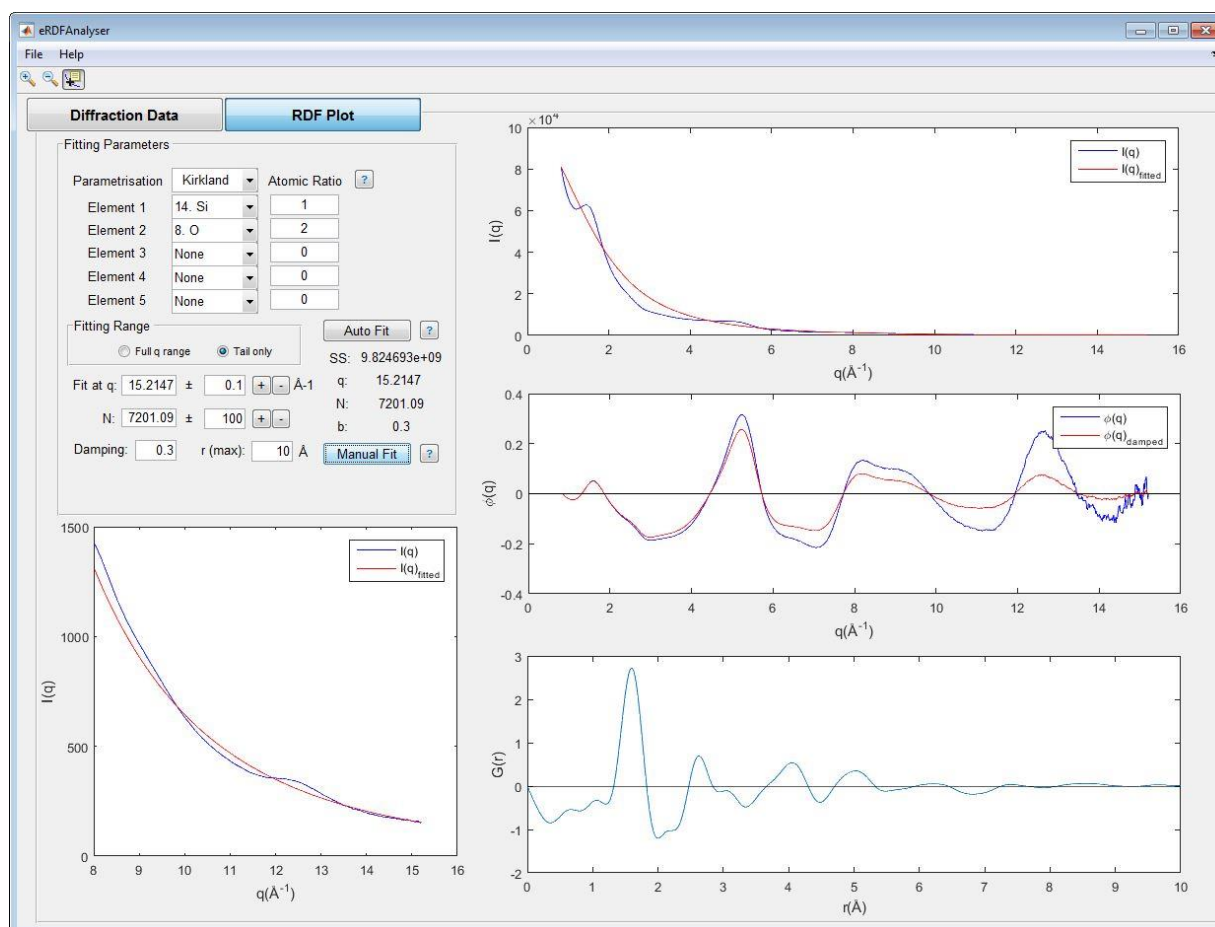 eRDFAnalyser
File Help
Diffraction Data RDF Plot
Fitting Parameters
Parametrisation Kirkland Atomic Ratio ?
Element 1 14. Si 1
Element 2 8. O 2
Element 3 None 0
Element 4 None 0
Element 5 None 0
Fitting Range
Full q range Tail only
Auto Fit ?
SS: 9.824693e+09
Fit at q: 15.2147 ± 0.1 + - Å-1
q: 15.2147
N: 7201.09 ± 100 + -
N: 7201.09
b: 0.3
Damping: 0.3 r (max): 10 Å Manual Fit ?
× 10^4
10
8
6
4
2
0
I(q)
I(q)
I(q)fitted
0 2 4 6 8 10 12 14 16
q(Å^-1)
0.4
0.2
0
-0.2
-0.4
ϕ(q)
ϕ(q)
ϕ(q)damped
0 2 4 6 8 10 12 14 16
q(Å^-1)
1500
1000
500
0
I(q)
I(q)
I(q)fitted
8 9 10 11 12 13 14 15 16
q(Å^-1)
3
2
1
0
-1
-2
G(r)
0 1 2 3 4 5 6 7 8 9 10
r(Å)